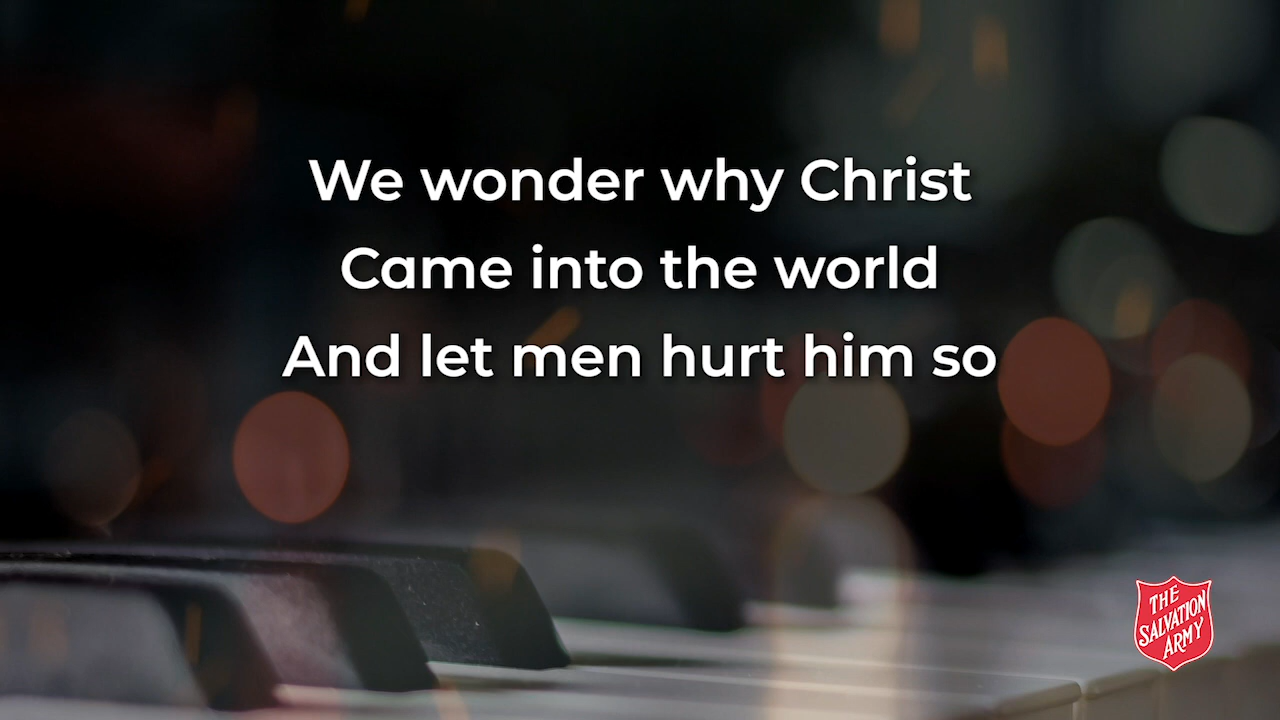 We wonder why Christ
Came into the world
And let men hurt him so
THE
SALVATION
ARMY